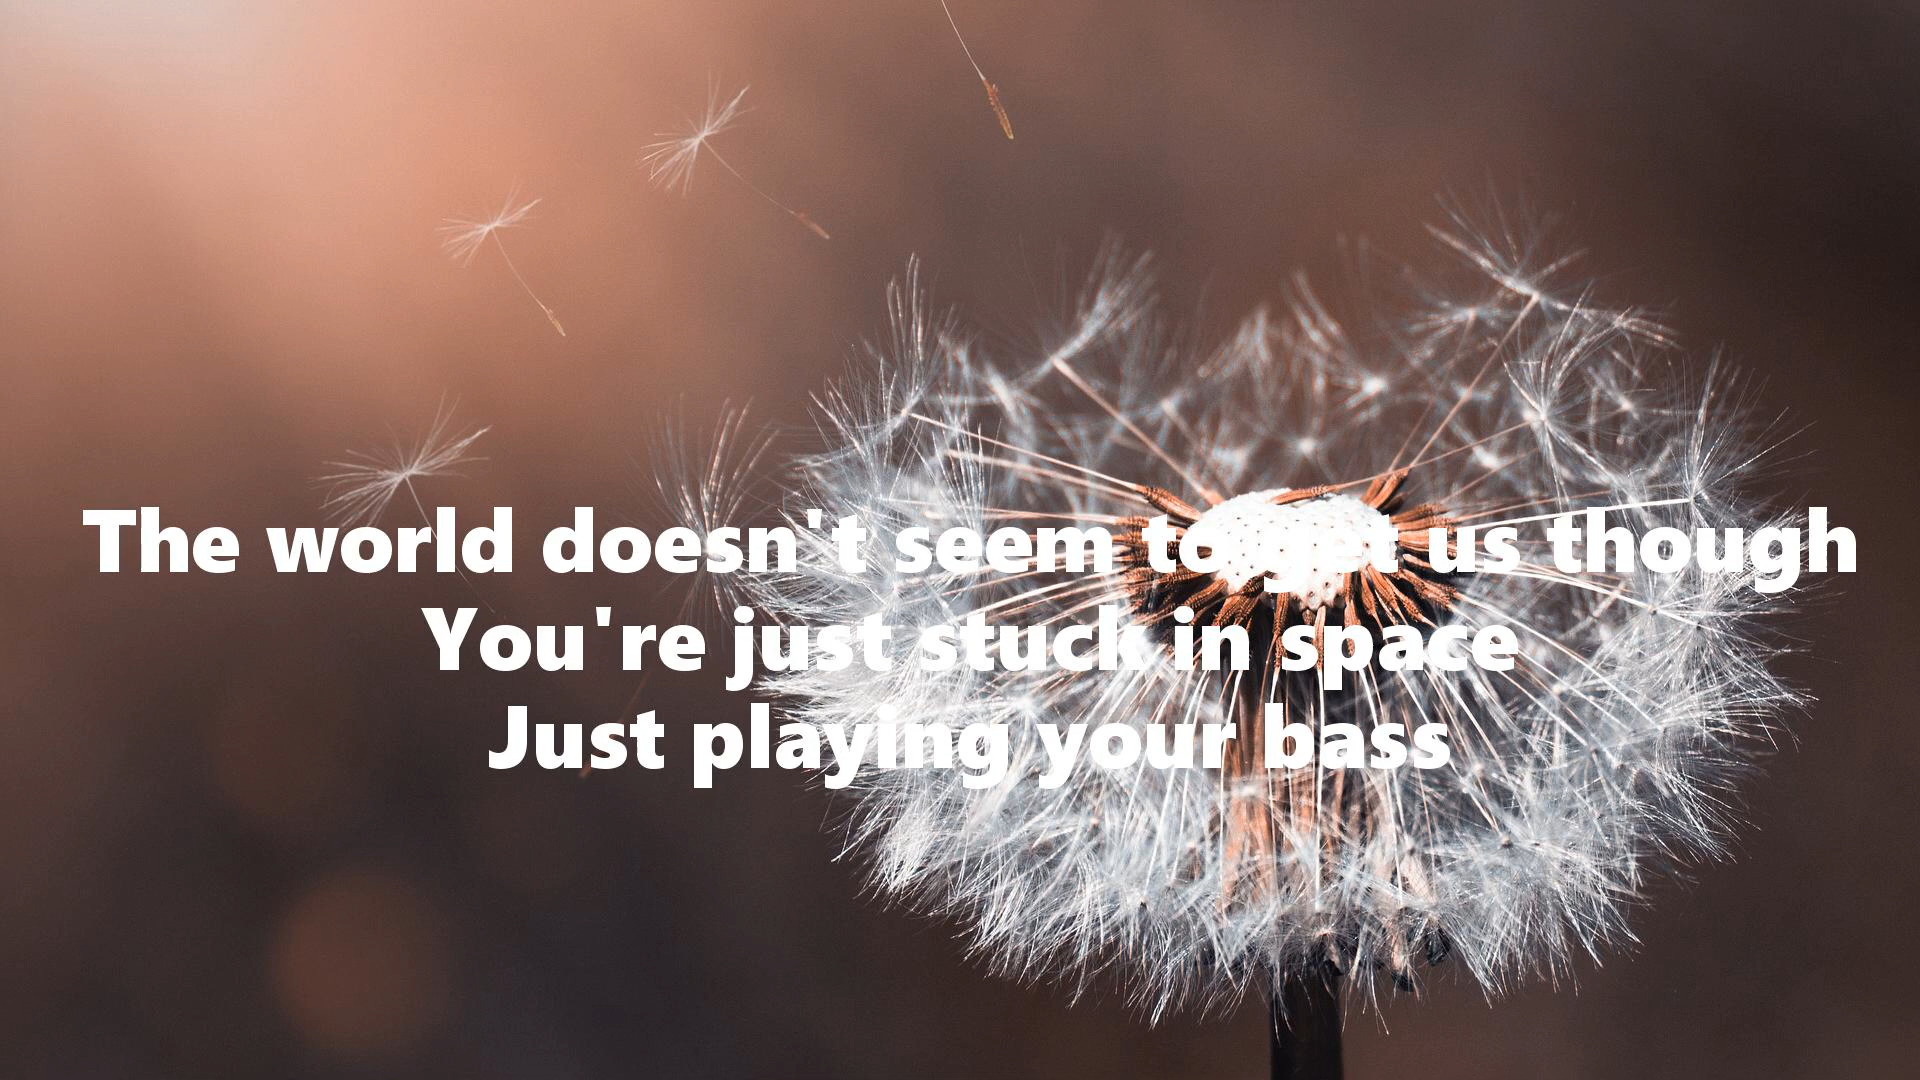 The world doesn't seem to get us though
You're just stuck in space
Just playing your bass